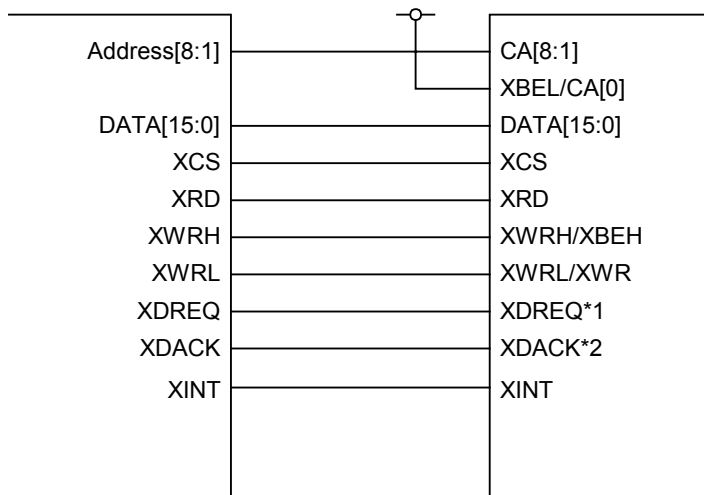 Address[8:1] CA[8:1]
XBEL/CA[0]
DATA[15:0] DATA[15:0]
XCS XCS
XRD XRD
XWRH XWRH/XBEH
XWRL XWRL/XWR
XDREQ XDREQ*1
XDACK XDACK*2
XINT XINT